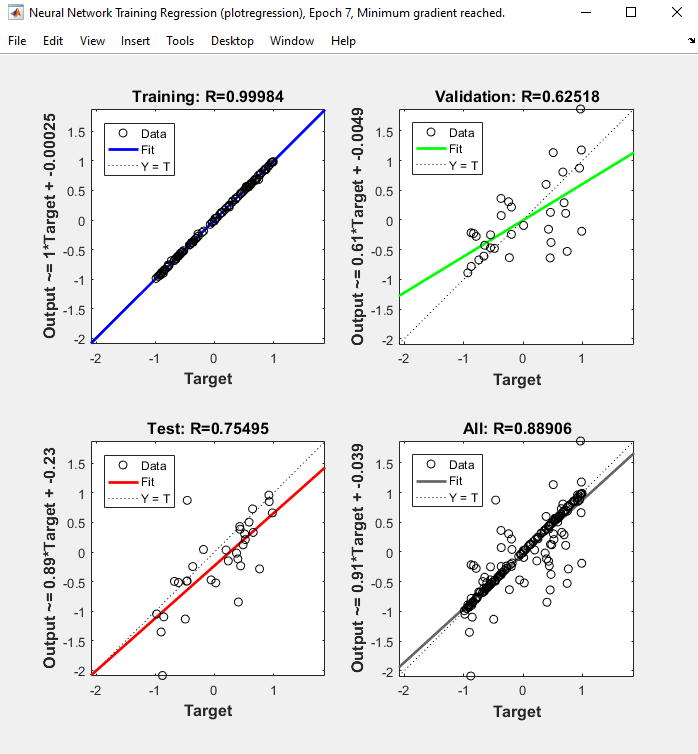 Neural Network Training Regression (plotregression), Epoch 7, Minimum gradient reached.
File Edit View Insert Tools Desktop Window Help
Training: R=0.99984
Output ~= 1*Target + -0.00025
Data
Fit
Y = T
1.5
1
0.5
0
-0.5
-1
-1.5
-2
-2 -1 0 1
Target
Validation: R=0.62518
Output ~= 0.61*Target + -0.0049
Data
Fit
Y = T
1.5
1
0.5
0
-0.5
-1
-1.5
-2
-2 -1 0 1
Target
Test: R=0.75495
Output ~= 0.89*Target + -0.23
Data
Fit
Y = T
1.5
1
0.5
0
-0.5
-1
-1.5
-2
-2 -1 0 1
Target
All: R=0.88906
Output ~= 0.91*Target + -0.039
Data
Fit
Y = T
1.5
1
0.5
0
-0.5
-1
-1.5
-2
-2 -1 0 1
Target